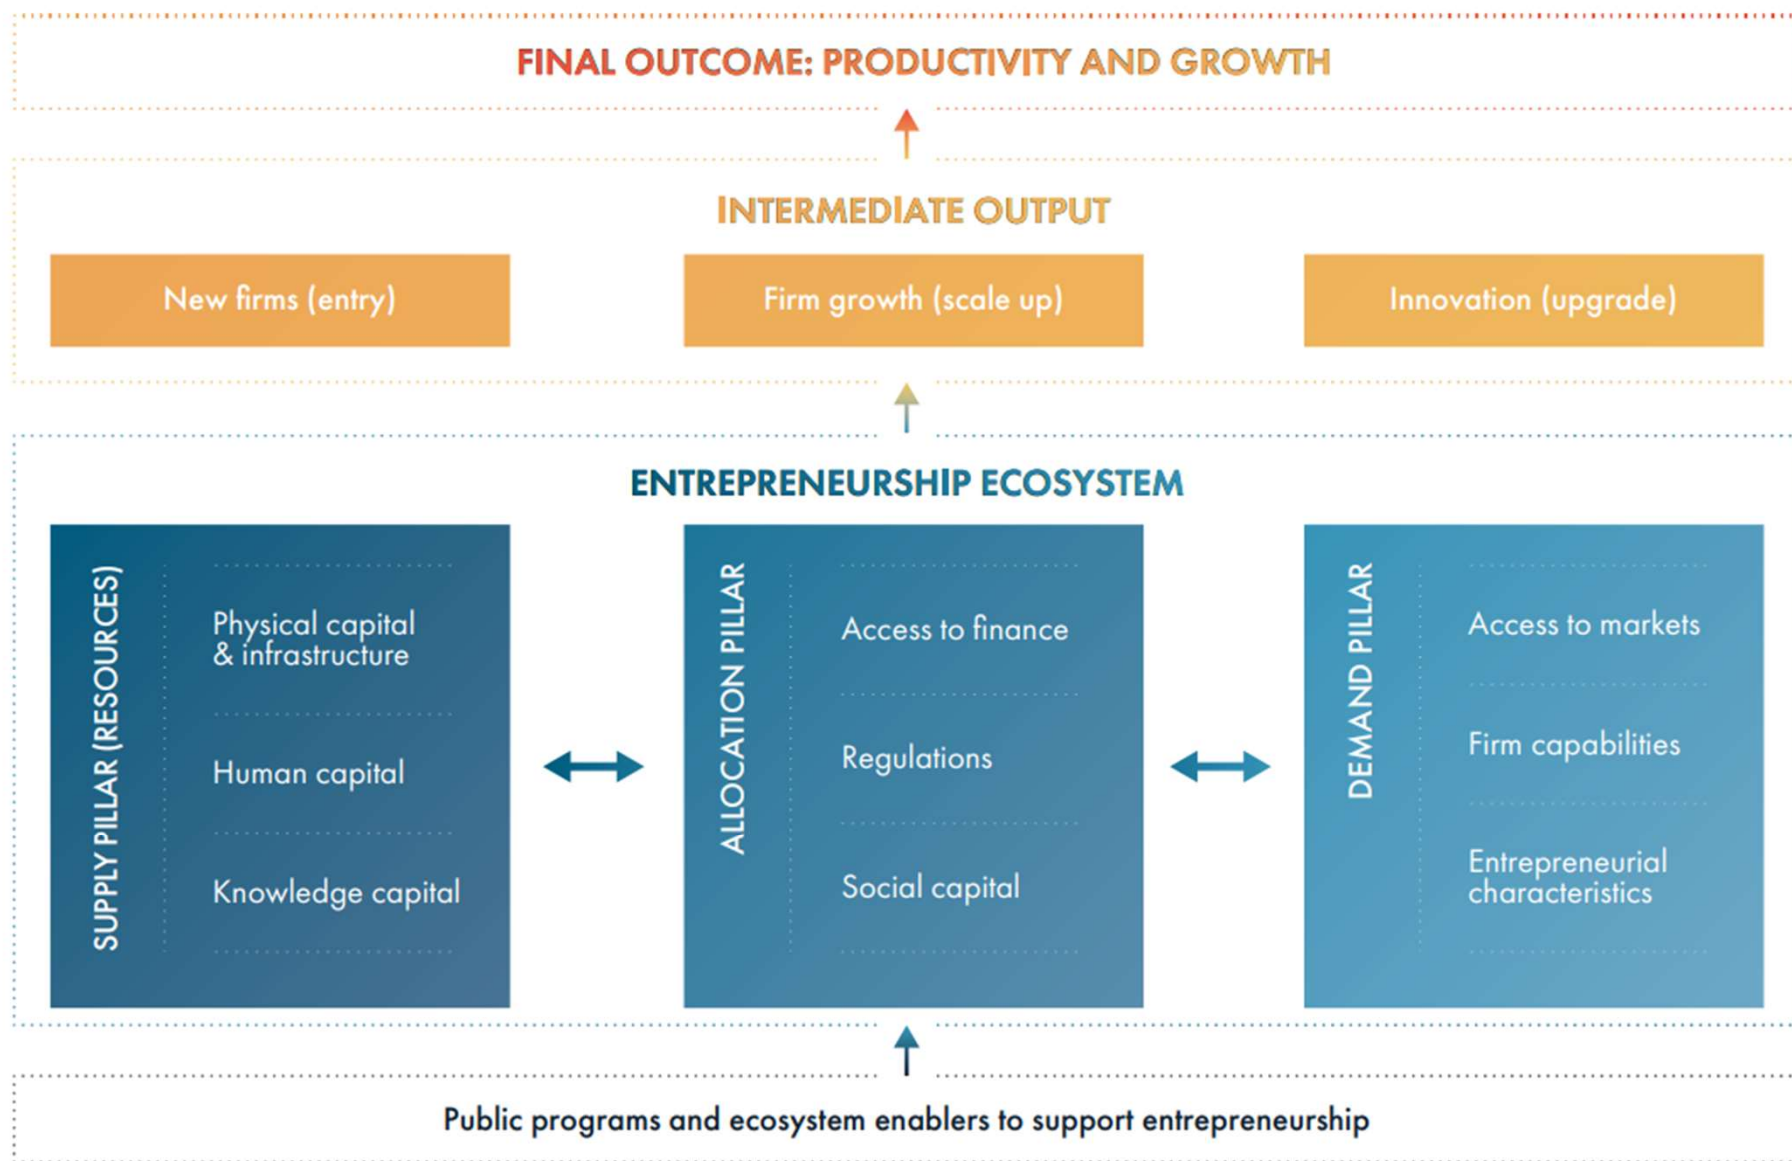 FINAL OUTCOME: PRODUCTIVITY AND GROWTH
INTERMEDIATE OUTPUT
New firms (entry)
Firm growth (scale up)
Innovation (upgrade)
ENTREPRENEURSHIP ECOSYSTEM
SUPPLY PILLAR (RESOURCES)
Physical capital
& infrastructure
Human capital
Knowledge capital
ALLOCATION PILLAR
Access to finance
Regulations
Social capital
DEMAND PILLAR
Access to markets
Firm capabilities
Entrepreneurial
characteristics
Public programs and ecosystem enablers to support entrepreneurship